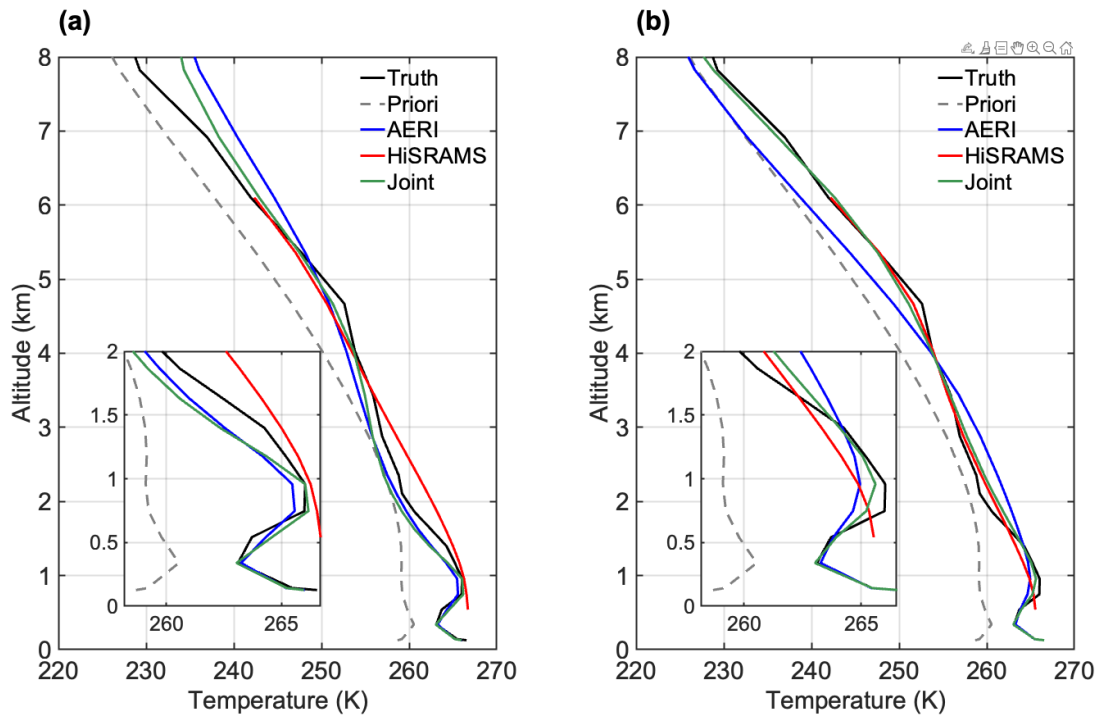 (a)
8
7
6
5
4
3
2
1
0
Altitude (km)
Truth
Priori
AERI
HiSRAMS
Joint
2
1.5
1
0.5
0
260 265
220 230 240 250 260 270
Temperature (K)
(b)
8
7
6
5
4
3
2
1
0
Altitude (km)
Truth
Priori
AERI
HiSRAMS
Joint
2
1.5
1
0.5
0
260 265
220 230 240 250 260 270
Temperature (K)